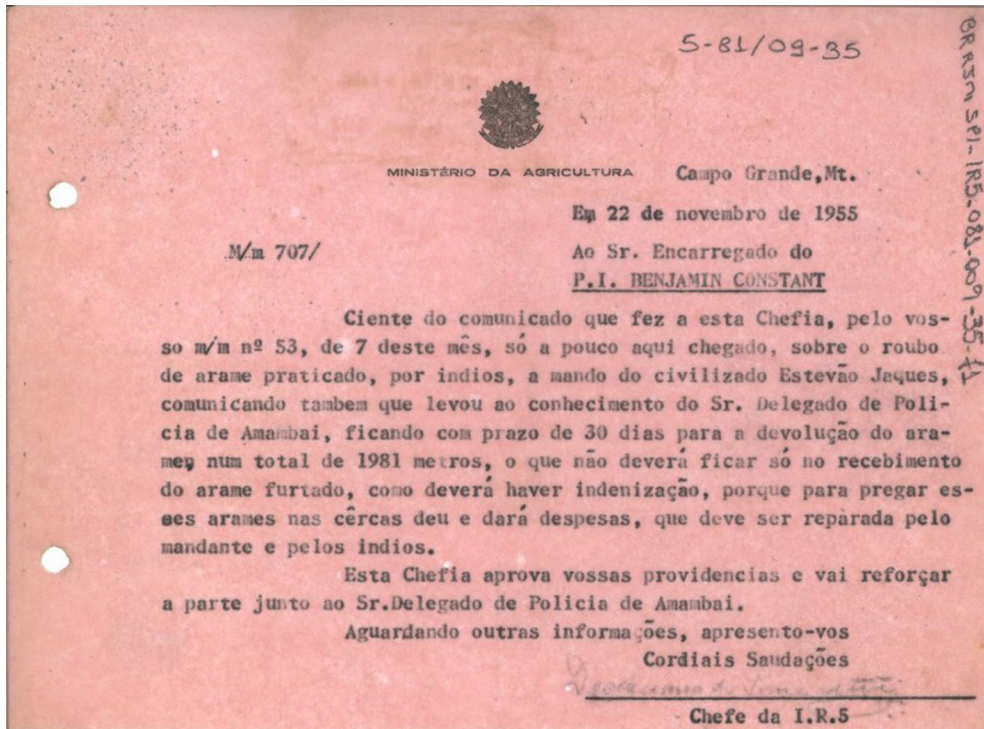 5-81/09-35
MINISTÉRIO DA AGRICULTURA
Campo Grande,Mt.
Em 22 de novembro de 1955
M/m 707/
Ao Sr. Encarregado do
P.I. BENJAMIN CONSTANT
Ciente do comunicado que fez a esta Chefia, pelo vos-
so m/m nº 53, de 7 deste mês, só a pouco aqui chegado, sobre o roubo
de arame praticado, por indios, a mando do civilizado Estevão Jaques,
comunicando tambem que levou ao conhecimento do Sr. Delegado de Poli-
cia de Amambai, ficando com prazo de 30 dias para a devolução do ara-
me, num total de 1981 metros, o que não deverá ficar só no recebimento
do arame furtado, como deverá haver indenização, porque para pregar es-
ses arames nas cêrcas deu e dará despesas, que deve ser reparada pelo
mandante e pelos indios.
Esta Chefia aprova vossas providencias e vai reforçar
a parte junto ao Sr.Delegado de Policia de Amambai.
Aguardando outras informações, apresento-vos
Cordiais Saudações
Chefe da I.R.5